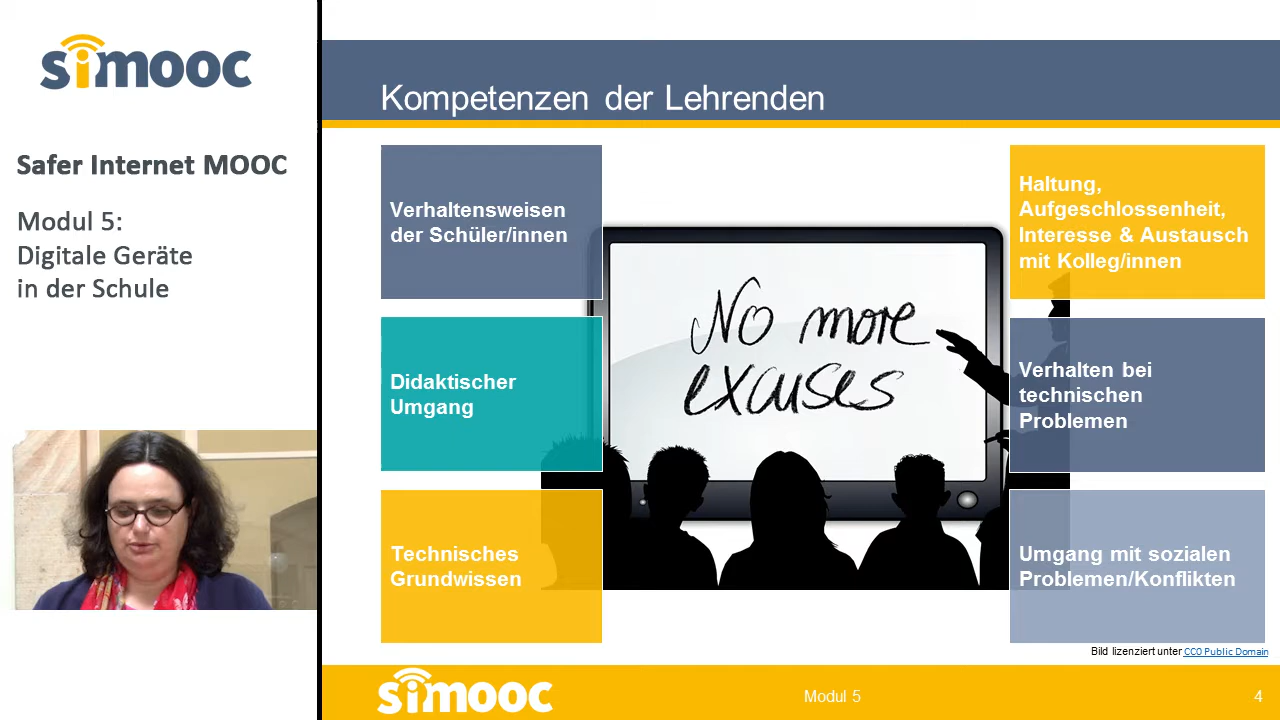 simooc
Safer Internet MOOC
Modul 5:
Digitale Geräte
in der Schule
Kompetenzen der Lehrenden
Verhaltensweisen
der Schüler/innen
Didaktischer
Umgang
Technisches
Grundwissen
No more
excuses
Haltung,
Aufgeschlossenheit,
Interesse & Austausch
mit Kolleg/innen
Verhalten bei
technischen
Problemen
Umgang mit sozialen
Problemen/Konflikten
Bild lizenziert unter CC0 Public Domain
simooc
Modul 5
4